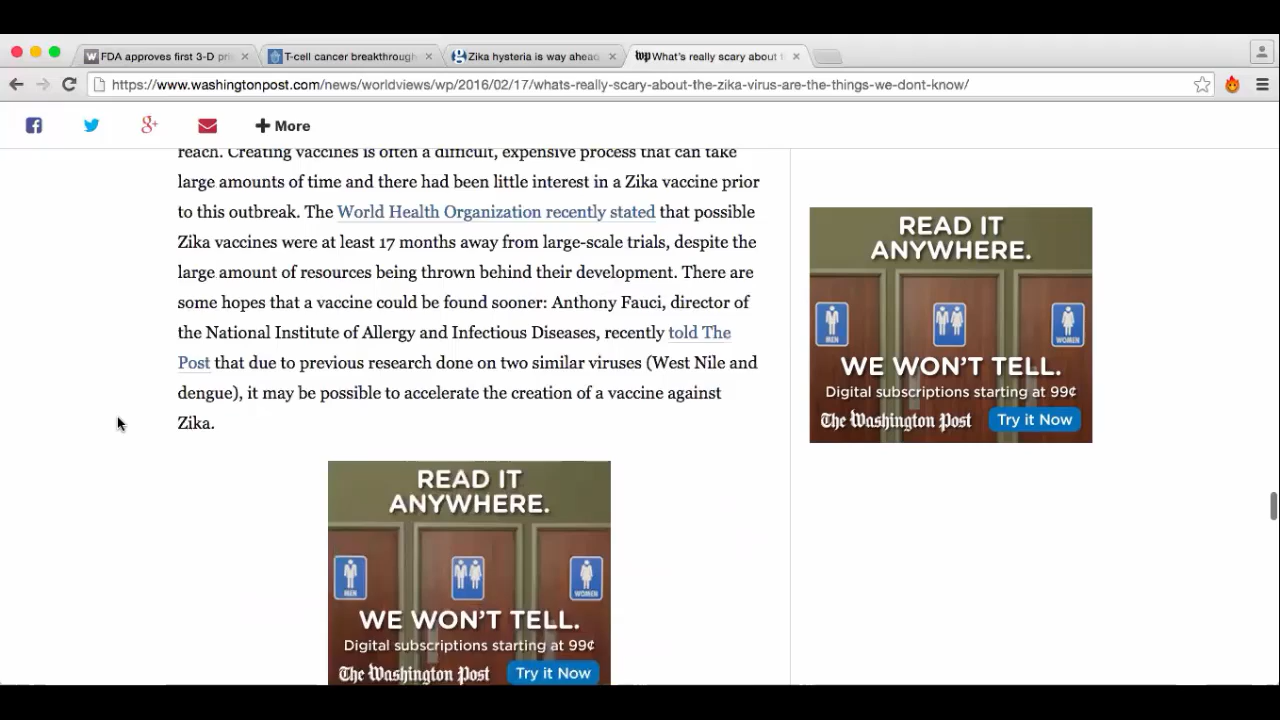 FDA approves first 3-D pri
T-cell cancer breakthrough
Zika hysteria is way ahead
What's really scary about t
https://www.washingtonpost.com/news/worldviews/wp/2016/02/17/whats-really-scary-about-the-zika-virus-are-the-things-we-dont-know/
+ More
reach. Creating vaccines is often a difficult, expensive process that can take
large amounts of time and there had been little interest in a Zika vaccine prior
to this outbreak. The World Health Organization recently stated that possible
Zika vaccines were at least 17 months away from large-scale trials, despite the
large amount of resources being thrown behind their development. There are
some hopes that a vaccine could be found sooner: Anthony Fauci, director of
the National Institute of Allergy and Infectious Diseases, recently told The
Post that due to previous research done on two similar viruses (West Nile and
dengue), it may be possible to accelerate the creation of a vaccine against
Zika.
READ IT
ANYWHERE.
MEN
WOMEN
WE WON'T TELL.
Digital subscriptions starting at 99¢
The Washington Post
Try it Now
READ IT
ANYWHERE.
MEN
WOMEN
WE WON'T TELL.
Digital subscriptions starting at 99¢
The Washington Post
Try it Now